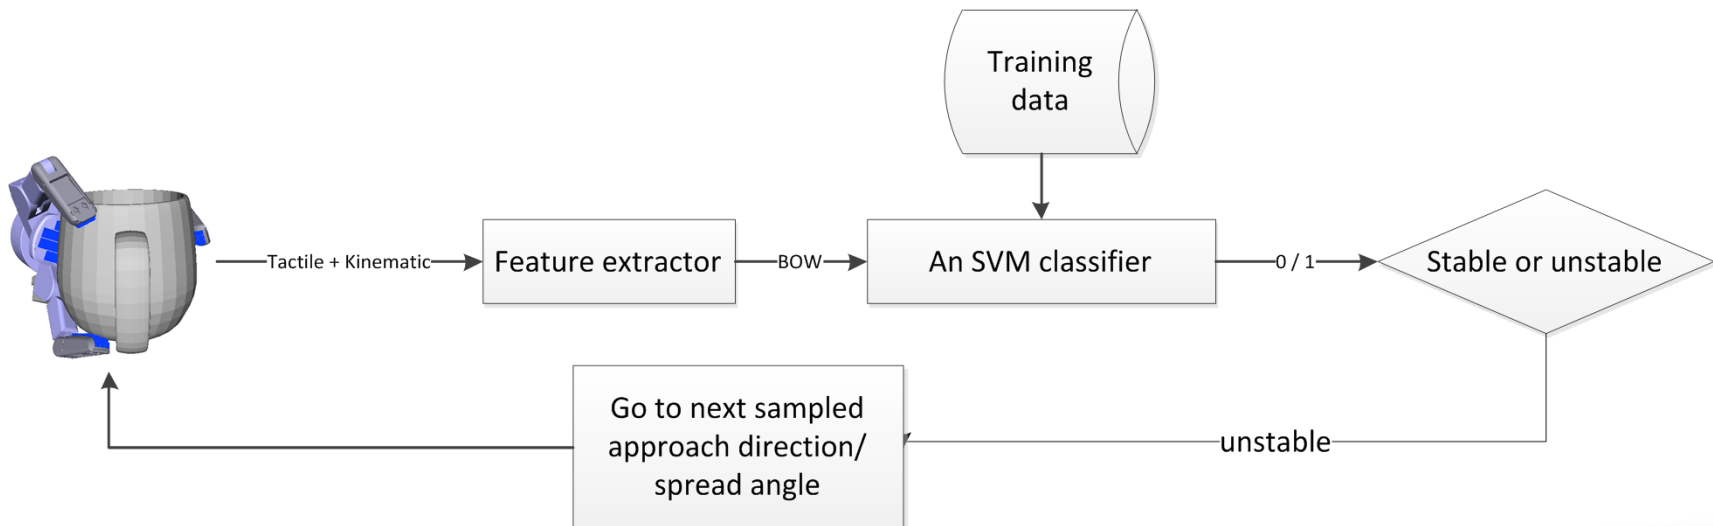 Training
data
Tactile + Kinematic
Feature extractor
BOW
An SVM classifier
0 / 1
Stable or unstable
Go to next sampled
approach direction/
spread angle
unstable